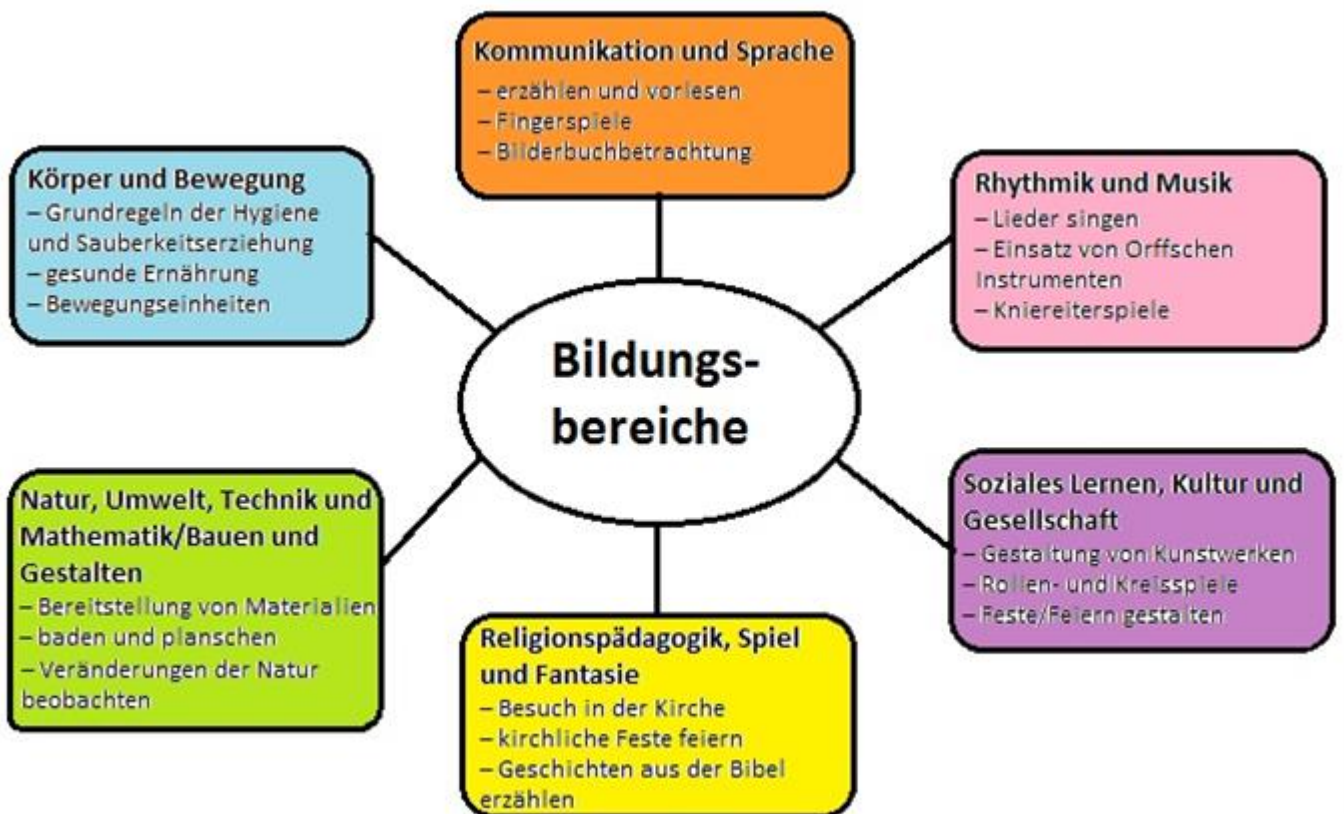 Kommunikation und Sprache
– erzählen und vorlesen
– Fingerspiele
– Bilderbuchbetrachtung
Körper und Bewegung
– Grundregeln der Hygiene
und Sauberkeitserziehung
– gesunde Ernährung
– Bewegungseinheiten
Rhythmik und Musik
– Lieder singen
– Einsatz von Orffschen
Instrumenten
– Kniereiterspiele
Bildungs-
bereiche
Natur, Umwelt, Technik und
Mathematik/Bauen und
Gestalten
– Bereitstellung von Materialien
– baden und planschen
– Veränderungen der Natur
beobachten
Soziales Lernen, Kultur und
Gesellschaft
– Gestaltung von Kunstwerken
– Rollen- und Kreisspiele
– Feste/Feiern gestalten
Religionspädagogik, Spiel
und Fantasie
– Besuch in der Kirche
– kirchliche Feste feiern
– Geschichten aus der Bibel
erzählen